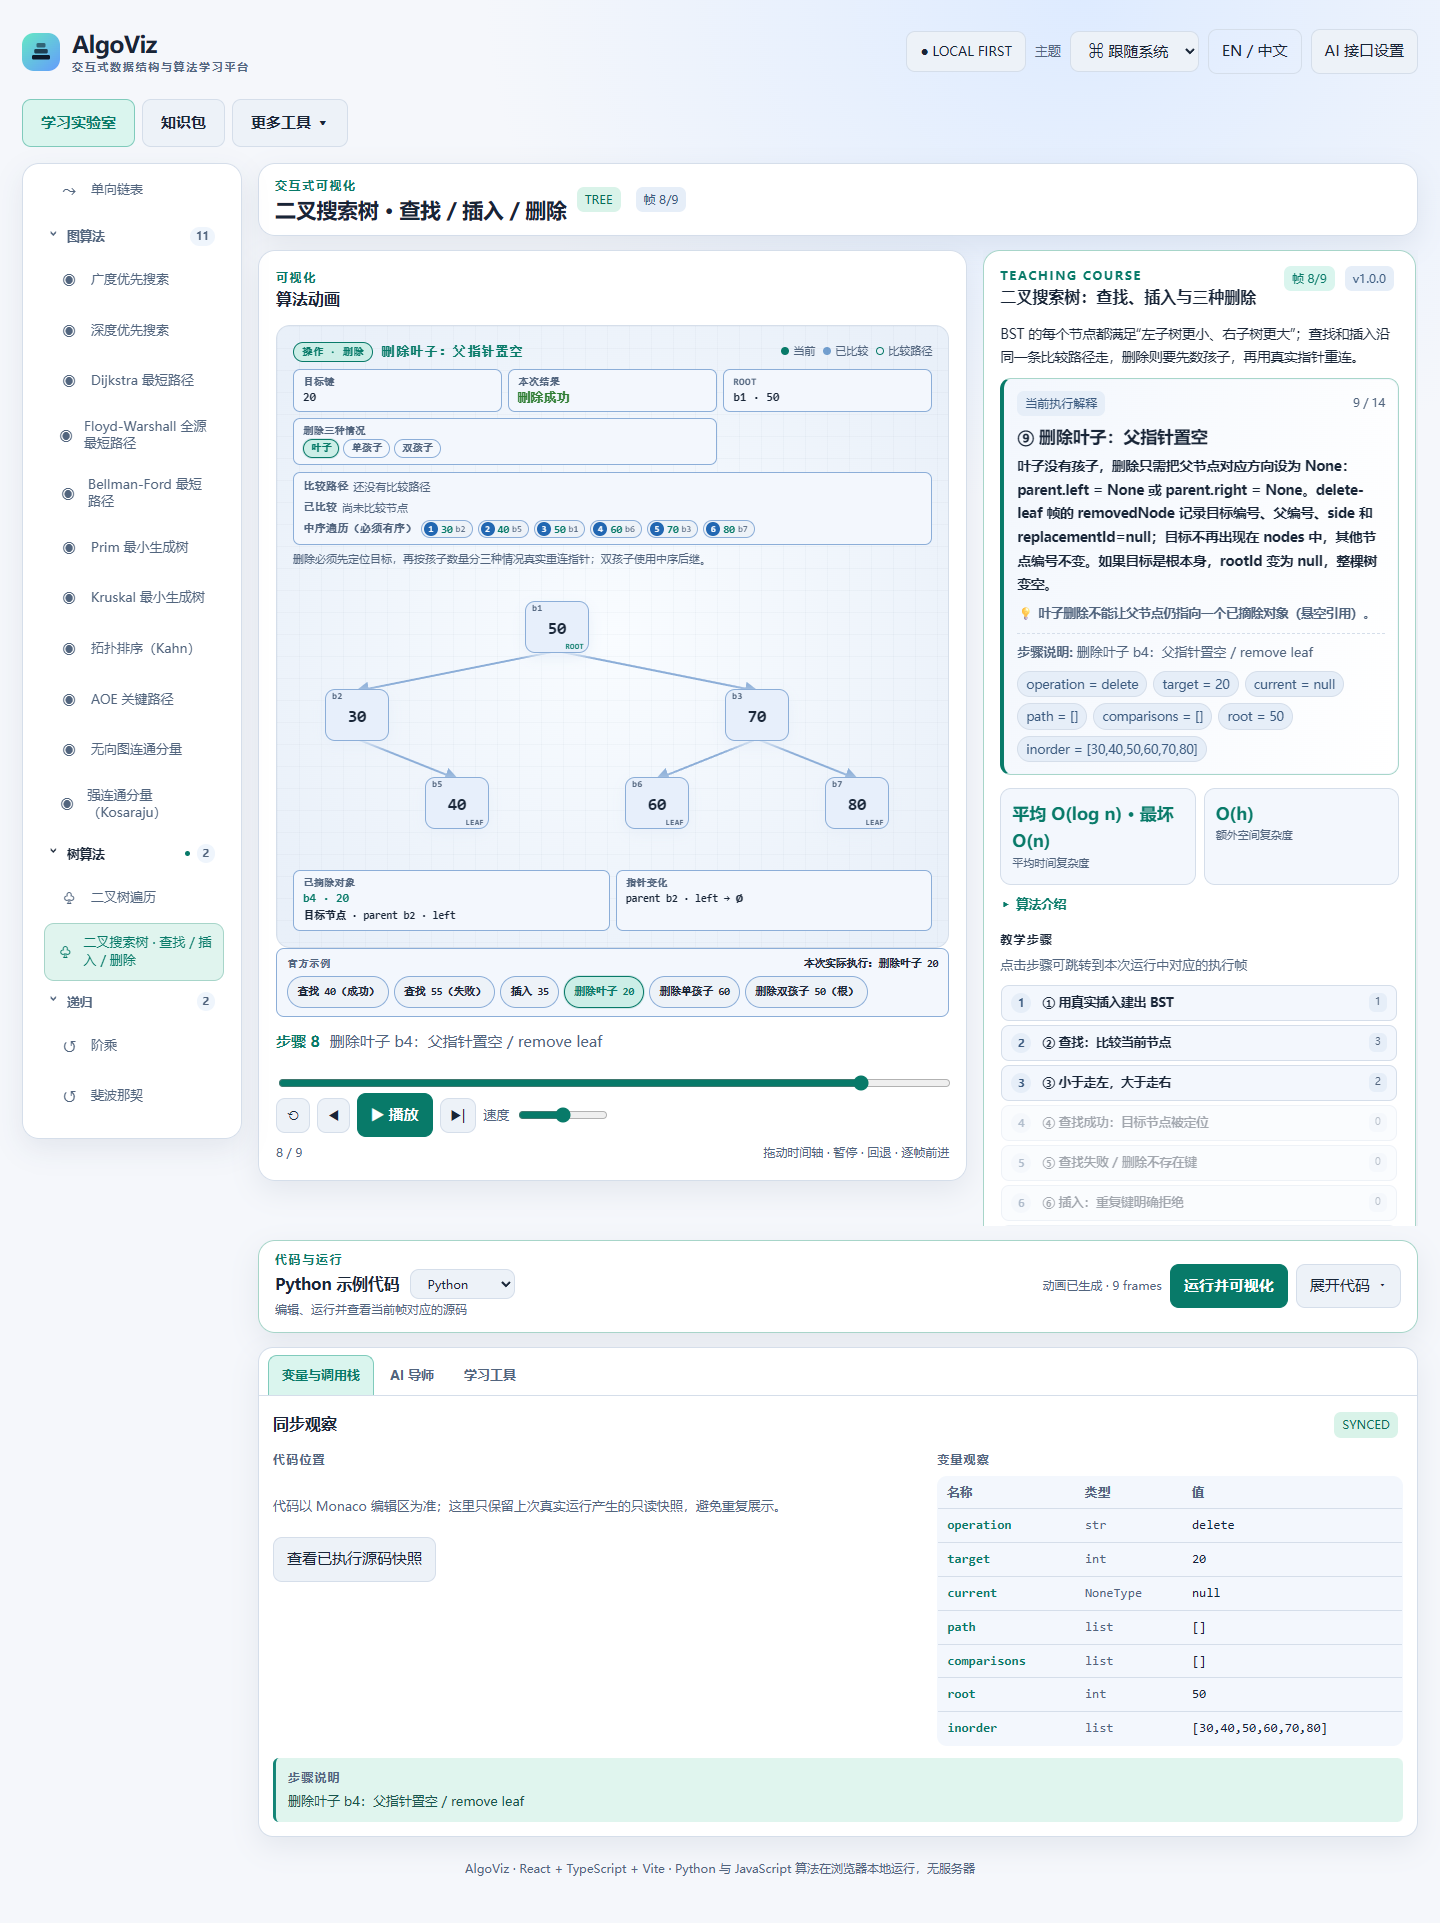 AlgoViz
交互式数据结构与算法学习平台
● LOCAL FIRST
主题
⌘ 跟随系统
EN / 中文
AI 接口设置
学习实验室
知识包
更多工具 ▾
单向链表
图算法
11
广度优先搜索
深度优先搜索
Dijkstra 最短路径
Floyd-Warshall 全源
最短路径
Bellman-Ford 最短
路径
Prim 最小生成树
Kruskal 最小生成树
拓扑排序（Kahn）
AOE 关键路径
无向图连通分量
强连通分量
（Kosaraju）
树算法
2
二叉树遍历
二叉搜索树 · 查找 / 插
入 / 删除
递归
2
阶乘
斐波那契
交互式可视化
二叉搜索树 • 查找 / 插入 / 删除
TREE
帧 8/9
可视化
算法动画
操作 · 删除
删除叶子：父指针置空
当前
已比较
比较路径
目标键
20
本次结果
删除成功
ROOT
b1 · 50
删除三种情况
叶子
单孩子
双孩子
比较路径 还没有比较路径
已比较 尚未比较节点
中序遍历（必须有序）
1 30 b2
2 40 b5
3 50 b1
4 60 b6
5 70 b3
6 80 b7
删除必须先定位目标，再按孩子数量分三种情况真实重连指针；双孩子使用中序后继。
b1
50
ROOT
b2
30
b3
70
b5
40
LEAF
b6
60
LEAF
b7
80
LEAF
已摘除对象
b4 · 20
目标节点 · parent b2 · left
指针变化
parent b2 · left → Ø
官方示例
本次实际执行：删除叶子 20
查找 40（成功）
查找 55（失败）
插入 35
删除叶子 20
删除单孩子 60
删除双孩子 50（根）
步骤 8 删除叶子 b4：父指针置空 / remove leaf
▶ 播放
速度
8 / 9
拖动时间轴 · 暂停 · 回退 · 逐帧前进
TEACHING COURSE
二叉搜索树：查找、插入与三种删除
帧 8/9
v1.0.0
BST 的每个节点都满足“左子树更小、右子树更大”；查找和插入沿
同一条比较路径走，删除则要先数孩子，再用真实指针重连。
当前执行解释
9 / 14
⑨ 删除叶子：父指针置空
叶子没有孩子，删除只需把父节点对应方向设为 None：
parent.left = None 或 parent.right = None。delete-
leaf 帧的 removedNode 记录目标编号、父编号、side 和
replacementId=null；目标不再出现在 nodes 中，其他节
点编号不变。如果目标是根本身，rootId 变为 null，整棵树
变空。
💡 叶子删除不能让父节点仍指向一个已摘除对象（悬空引用）。
步骤说明: 删除叶子 b4：父指针置空 / remove leaf
operation = delete
target = 20
current = null
path = []
comparisons = []
root = 50
inorder = [30,40,50,60,70,80]
平均 O(log n) • 最坏
O(n)
平均时间复杂度
O(h)
额外空间复杂度
▸ 算法介绍
教学步骤
点击步骤可跳转到本次运行中对应的执行帧
1 ① 用真实插入建出 BST 1
2 ② 查找：比较当前节点 3
3 ③ 小于走左，大于走右 2
4 ④ 查找成功：目标节点被定位 0
5 ⑤ 查找失败 / 删除不存在键 0
6 ⑥ 插入：重复键明确拒绝 0
代码与运行
Python 示例代码
Python
编辑、运行并查看当前帧对应的源码
动画已生成 · 9 frames
运行并可视化
展开代码
变量与调用栈
AI 导师
学习工具
同步观察
SYNCED
代码位置
代码以 Monaco 编辑区为准；这里只保留上次真实运行产生的只读快照，避免重复展示。
查看已执行源码快照
变量观察
名称 类型 值
operation str delete
target int 20
current NoneType null
path list []
comparisons list []
root int 50
inorder list [30,40,50,60,70,80]
步骤说明
删除叶子 b4：父指针置空 / remove leaf
AlgoViz · React + TypeScript + Vite · Python 与 JavaScript 算法在浏览器本地运行，无服务器